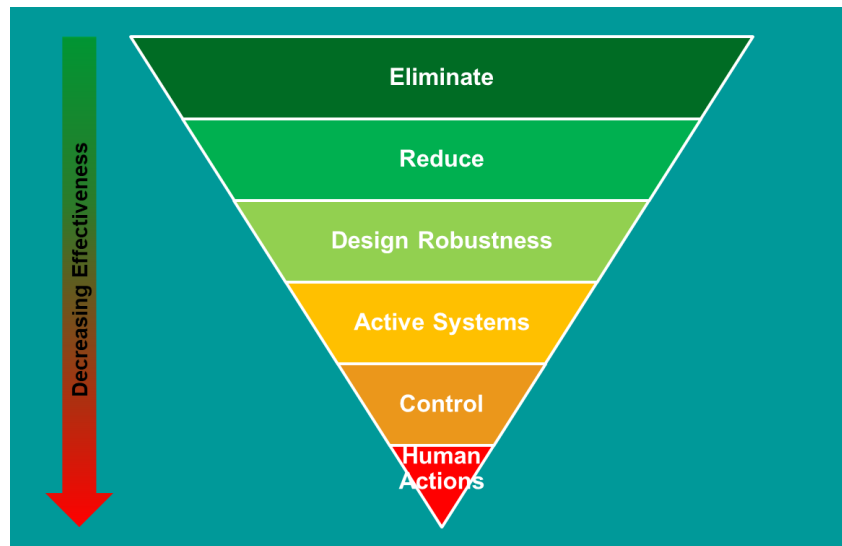 Decreasing Effectiveness
Eliminate
Reduce
Design Robustness
Active Systems
Control
Human
Actions